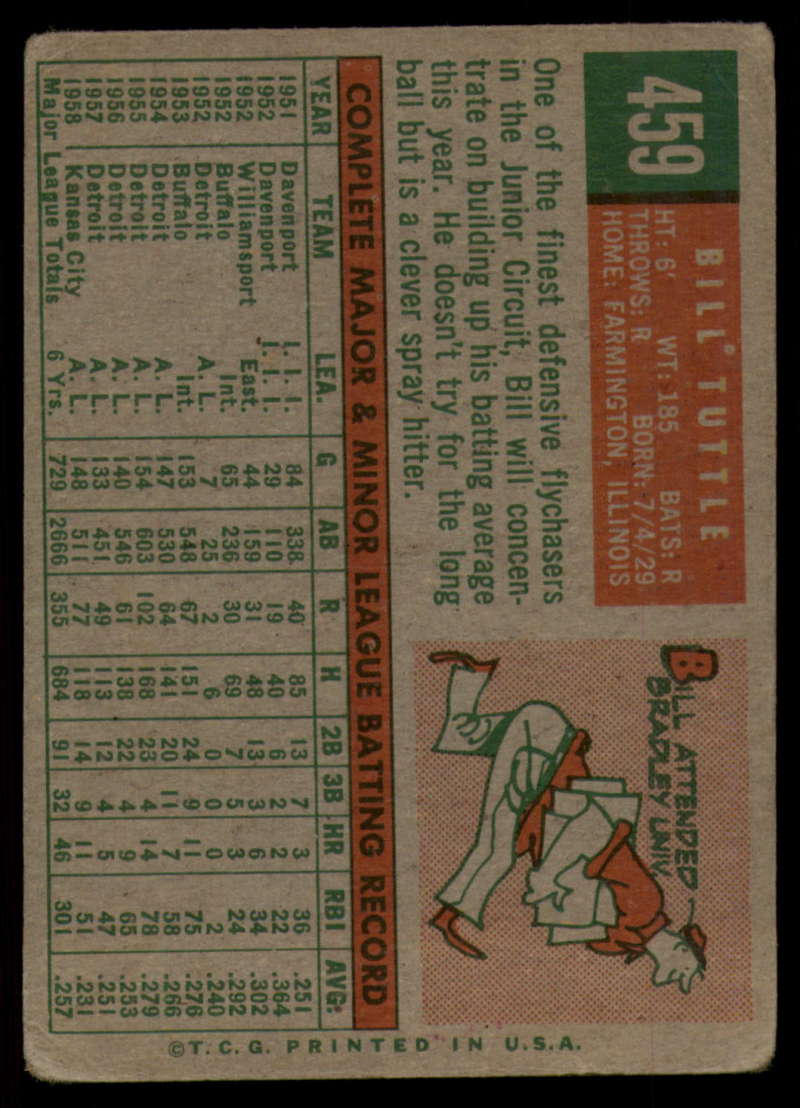 459
BILL TUTTLE
HT: 6' WT: 185 BATS: R
THROWS: R BORN: 7/4/29
HOME: FARMINGTON, ILLINOIS
One of the finest defensive flychasers
in the Junior Circuit, Bill will concen-
trate on building up his batting average
this year. He doesn't try for the long
ball but is a clever spray hitter.
BILL ATTENDED
BRADLEY UNIV.
COMPLETE MAJOR & MINOR LEAGUE BATTING RECORD
YEAR TEAM LEA. G AB R H 2B 3B HR RBI AVG.
1951 Davenport I. I. I. 84 338 40 85 13 7 3 36 .251
1952 Davenport I. I. I. 29 110 19 40 6 2 2 22 .364
1952 Williamsport East. 44 159 31 48 13 3 6 34 .302
1952 Buffalo Int. 65 236 30 69 7 5 3 24 .292
1952 Detroit A. L. 7 25 2 6 0 0 0 2 .240
1953 Buffalo Int. 153 548 67 151 24 9 11 75 .276
1954 Detroit A. L. 147 530 64 141 20 11 7 58 .266
1955 Detroit A. L. 154 603 102 168 23 4 14 78 .279
1956 Detroit A. L. 140 546 61 138 22 4 9 65 .253
1957 Detroit A. L. 133 451 49 113 12 4 5 47 .251
1958 Kansas City A. L. 148 511 77 118 14 9 11 51 .231
Major League Totals 6 Yrs. 729 2666 355 684 91 32 46 301 .257
©T.C.G. PRINTED IN U.S.A.